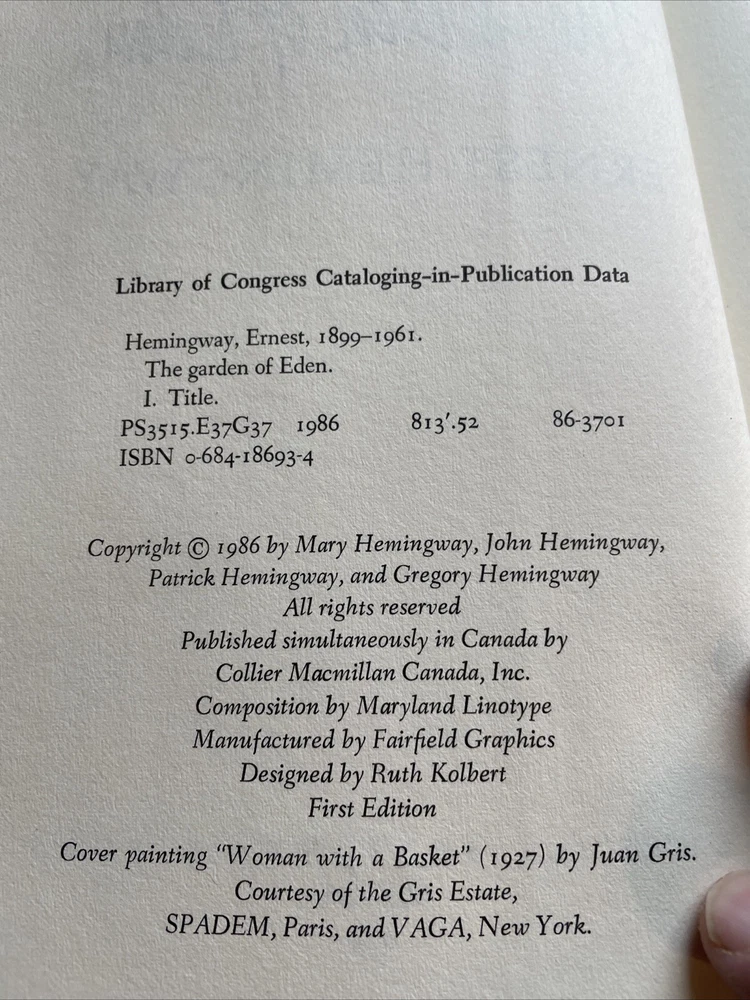 Library of Congress Cataloging-in-Publication Data
Hemingway, Ernest, 1899–1961.
The garden of Eden.
I. Title.
PS3515.E37G37 1986 813′.52 86-3701
ISBN 0-684-18693-4
Copyright © 1986 by Mary Hemingway, John Hemingway,
Patrick Hemingway, and Gregory Hemingway
All rights reserved
Published simultaneously in Canada by
Collier Macmillan Canada, Inc.
Composition by Maryland Linotype
Manufactured by Fairfield Graphics
Designed by Ruth Kolbert
First Edition
Cover painting “Woman with a Basket” (1927) by Juan Gris.
Courtesy of the Gris Estate,
SPADEM, Paris, and VAGA, New York.